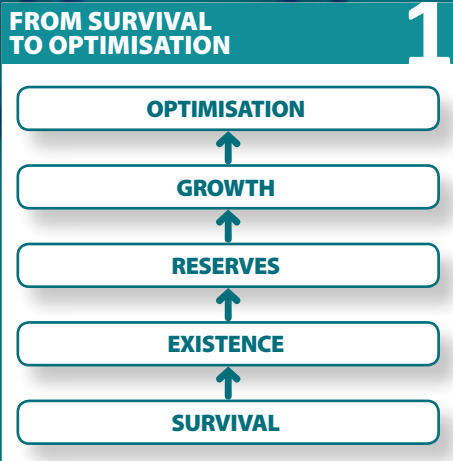 FROM SURVIVAL
TO OPTIMISATION
1
OPTIMISATION
GROWTH
RESERVES
EXISTENCE
SURVIVAL